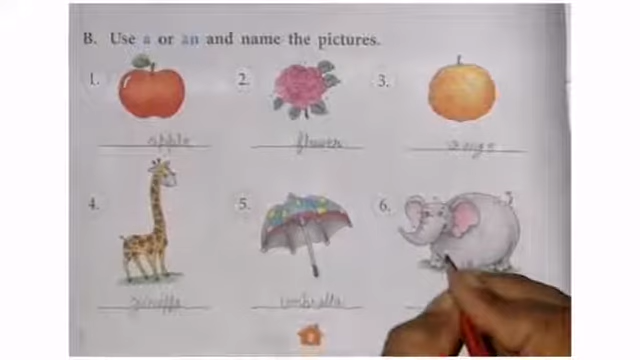 B. Use a or an and name the pictures.
1. 2. 3.
apple flower
4. 5. 6.
giraffe umbrella